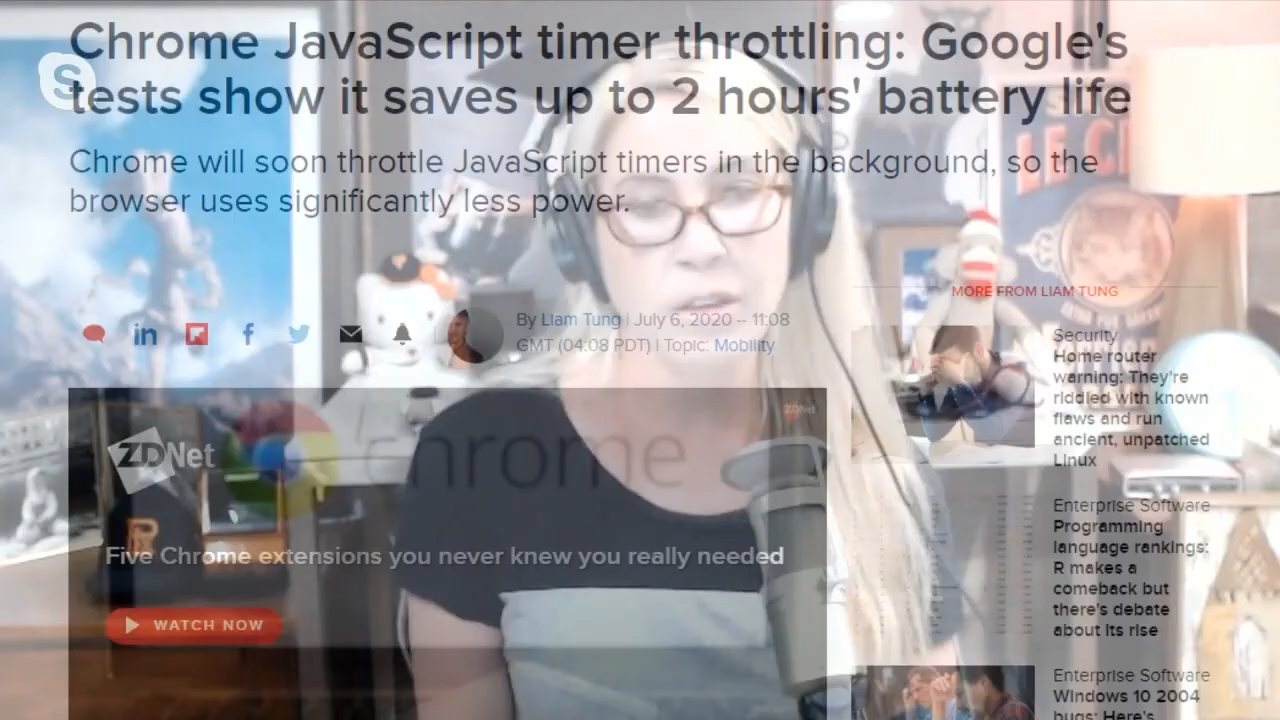 Chrome JavaScript timer throttling: Google's
tests show it saves up to 2 hours' battery life
Chrome will soon throttle JavaScript timers in the background, so the
browser uses significantly less power.
By Liam Tung | July 6, 2020 -- 11:08
GMT (04:08 PDT) | Topic: Mobility
ZDNet
ZDNet
chrome
Five Chrome extensions you never knew you really needed
WATCH NOW
MORE FROM LIAM TUNG
Security
Home router
warning: They're
riddled with known
flaws and run
ancient, unpatched
Linux
Enterprise Software
Programming
language rankings:
R makes a
comeback but
there's debate
about its rise
Enterprise Software
Windows 10 2004
bugs: Here's
LE CI